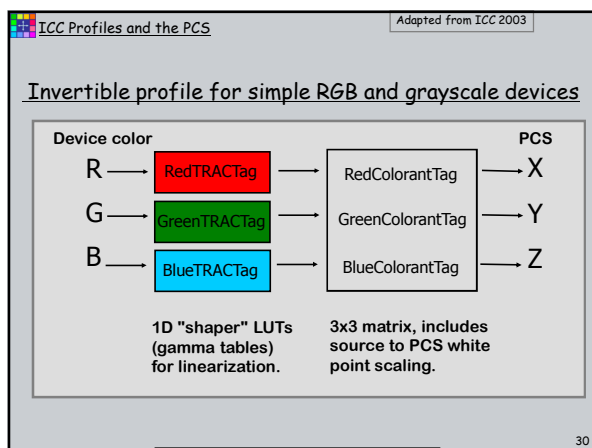 ICC Profiles and the PCS
Adapted from ICC 2003
Invertible profile for simple RGB and grayscale devices
Device color
PCS
R
RedTRACTag
RedColorantTag
X
G
GreenTRACTag
GreenColorantTag
Y
B
BlueTRACTag
BlueColorantTag
Z
1D "shaper" LUTs
(gamma tables)
for linearization.
3x3 matrix, includes
source to PCS white
point scaling.
30